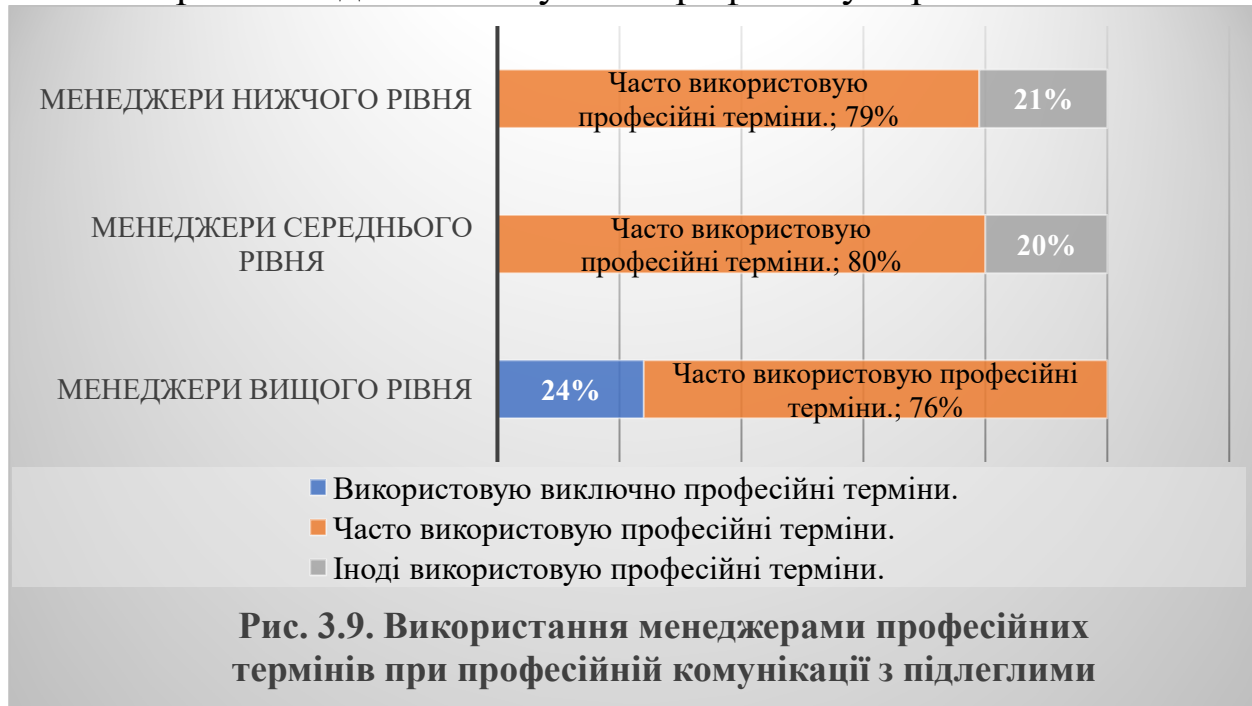 МЕНЕДЖЕРИ НИЖЧОГО РІВНЯ
Часто використовую
професійні терміни.; 79%
21%
МЕНЕДЖЕРИ СЕРЕДНЬОГО
РІВНЯ
Часто використовую
професійні терміни.; 80%
20%
МЕНЕДЖЕРИ ВИЩОГО РІВНЯ
24%
Часто використовую професійні
терміни.; 76%
Використовую виключно професійні терміни.
Часто використовую професійні терміни.
Іноді використовую професійні терміни.
Рис. 3.9. Використання менеджерами професійних
термінів при професійній комунікації з підлеглими